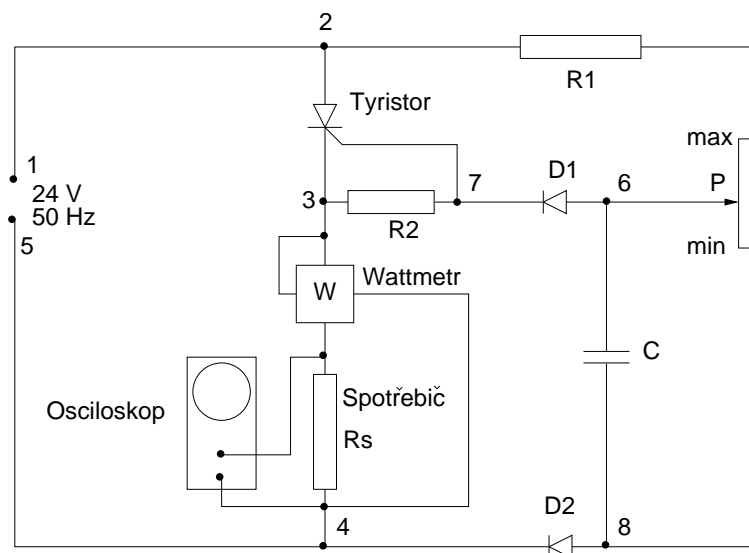 2
R1
Tyristor
max
D1
1
7
6
P
24 V
3
50 Hz
R2
5
min
W
Wattmetr
C
Spotřebič
Osciloskop
Rs
D2
4
8